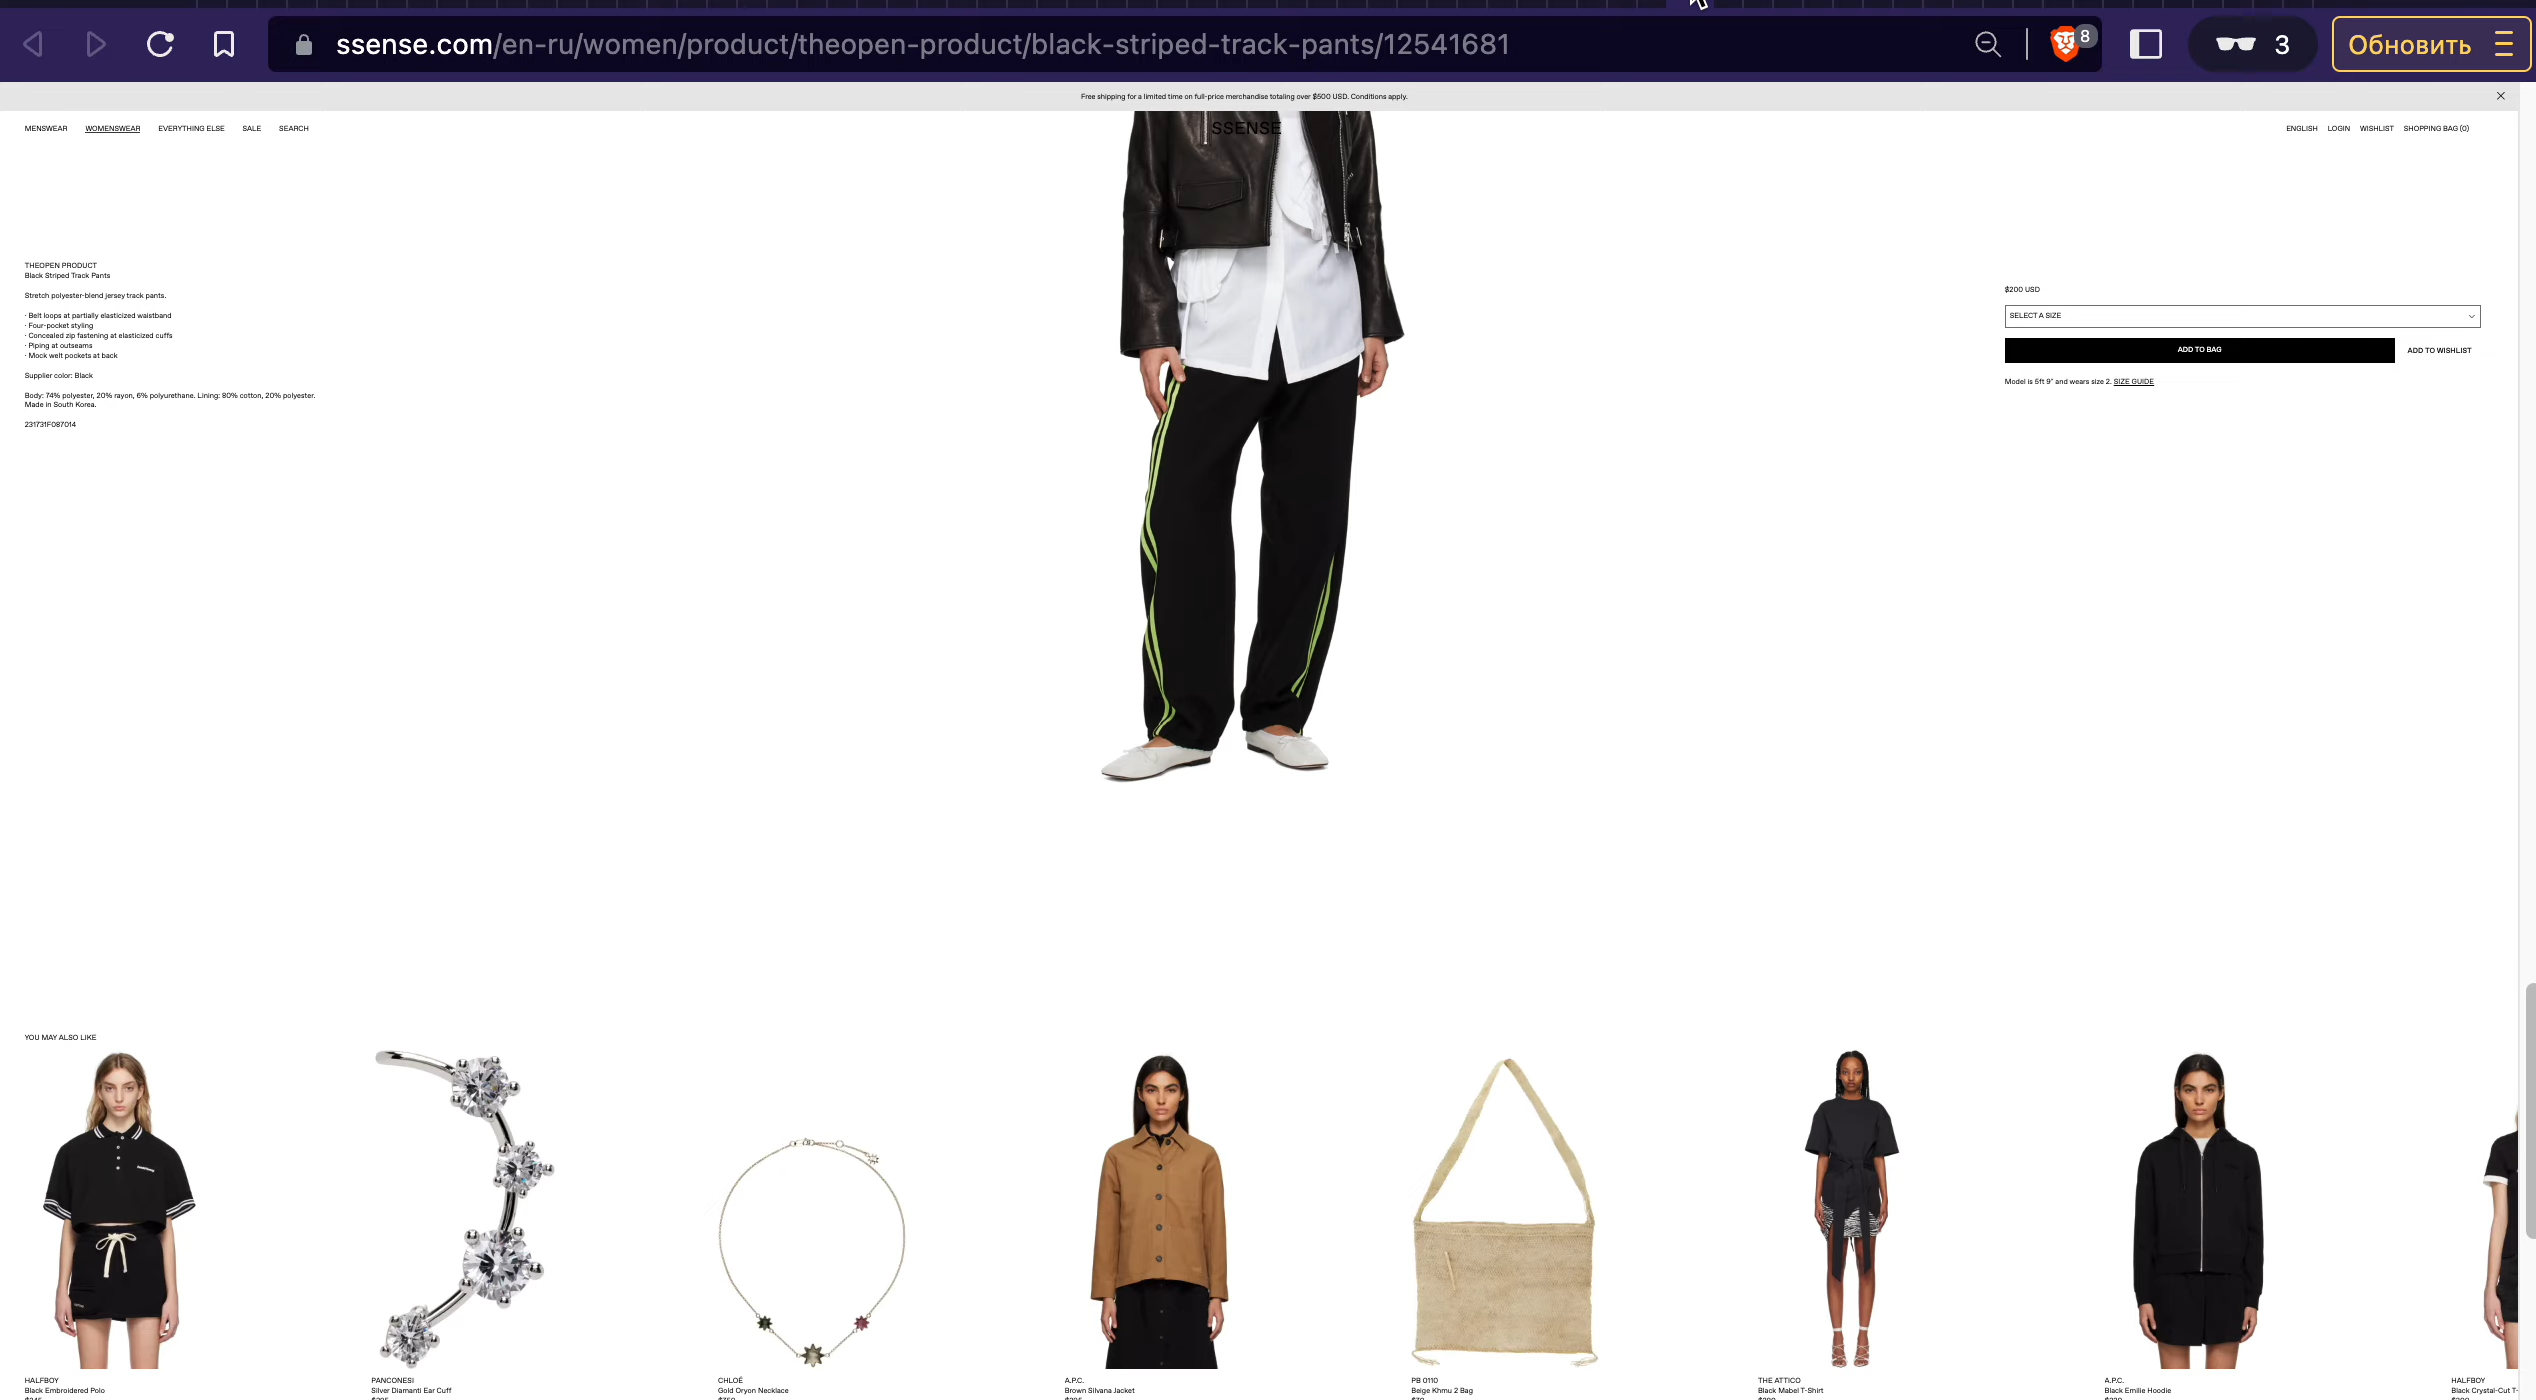 ssense.com/en-ru/women/product/theopen-product/black-striped-track-pants/12541681
8
3
Обновить
Free shipping for a limited time on full-price merchandise totaling over $500 USD. Conditions apply.
MENSWEAR WOMENSWEAR EVERYTHING ELSE SALE SEARCH
SSENSE
ENGLISH LOGIN WISHLIST SHOPPING BAG (0)
THEOPEN PRODUCT
Black Striped Track Pants
Stretch polyester-blend jersey track pants.
· Belt loops at partially elasticized waistband
· Four-pocket styling
· Concealed zip fastening at elasticized cuffs
· Piping at outseams
· Mock welt pockets at back
Supplier color: Black
Body: 74% polyester, 20% rayon, 6% polyurethane. Lining: 80% cotton, 20% polyester.
Made in South Korea.
231731F087014
$200 USD
SELECT A SIZE
ADD TO BAG
ADD TO WISHLIST
Model is 5ft 9" and wears size 2. SIZE GUIDE
YOU MAY ALSO LIKE
HALFBOY
Black Embroidered Polo
PANCONESI
Silver Diamanti Ear Cuff
CHLOÉ
Gold Oryon Necklace
A.P.C.
Brown Silvana Jacket
PB 0110
Beige Khmu 2 Bag
THE ATTICO
Black Mabel T-Shirt
A.P.C.
Black Emilie Hoodie
HALFBOY
Black Crystal-Cut T-